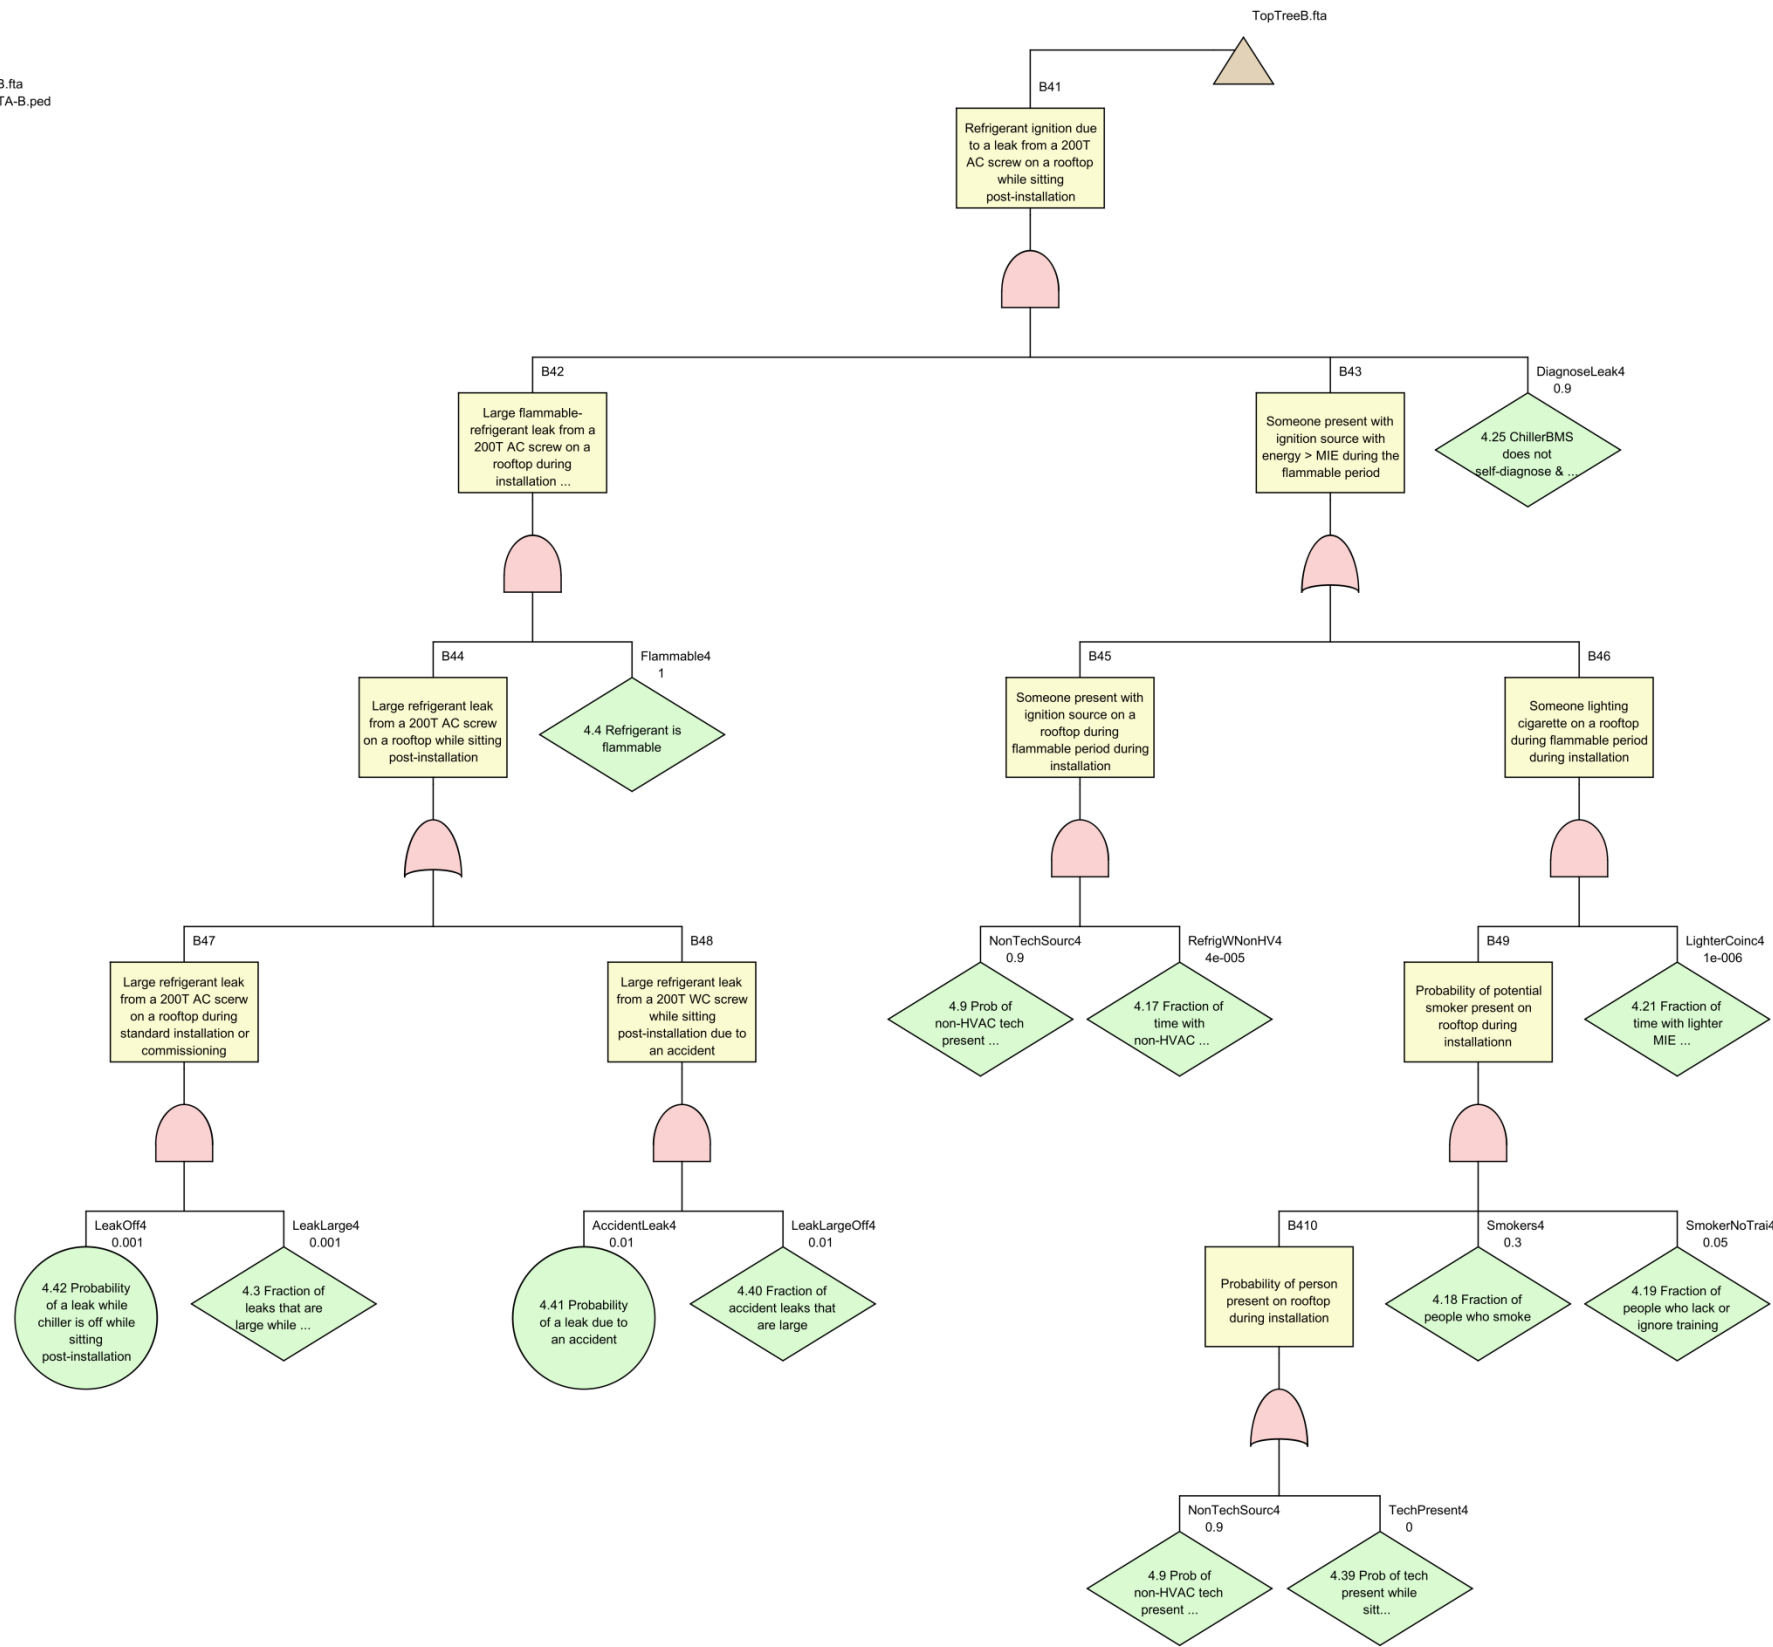 TopTreeB.fta
B.fta
TA-B.ped
B41
Refrigerant ignition due
to a leak from a 200T
AC screw on a rooftop
while sitting
post-installation
B42
Large flammable-
refrigerant leak from a
200T AC screw on a
rooftop during
installation ...
B43
Someone present with
ignition source with
energy > MIE during the
flammable period
DiagnoseLeak4
0.9
4.25 ChillerBMS
does not
self-diagnose & ...
B44
Large refrigerant leak
from a 200T AC screw
on a rooftop while sitting
post-installation
Flammable4
1
4.4 Refrigerant is
flammable
B45
Someone present with
ignition source on a
rooftop during
flammable period during
installation
B46
Someone lighting
cigarette on a rooftop
during flammable period
during installation
B47
Large refrigerant leak
from a 200T AC scerw
on a rooftop during
standard installation or
commissioning
B48
Large refrigerant leak
from a 200T WC screw
while sitting
post-installation due to
an accident
NonTechSourc4
0.9
4.9 Prob of
non-HVAC tech
present ...
RefrigWNonHV4
4e-005
4.17 Fraction of
time with
non-HVAC ...
B49
Probability of potential
smoker present on
rooftop during
installationn
LighterCoinc4
1e-006
4.21 Fraction of
time with lighter
MIE ...
LeakOff4
0.001
4.42 Probability
of a leak while
chiller is off while
sitting
post-installation
LeakLarge4
0.001
4.3 Fraction of
leaks that are
large while ...
AccidentLeak4
0.01
4.41 Probability
of a leak due to
an accident
LeakLargeOff4
0.01
4.40 Fraction of
accident leaks that
are large
B410
Probability of person
present on rooftop
during installation
Smokers4
0.3
4.18 Fraction of
people who smoke
SmokerNoTrai4
0.05
4.19 Fraction of
people who lack or
ignore training
NonTechSourc4
0.9
4.9 Prob of
non-HVAC tech
present ...
TechPresent4
0
4.39 Prob of tech
present while
sitt...